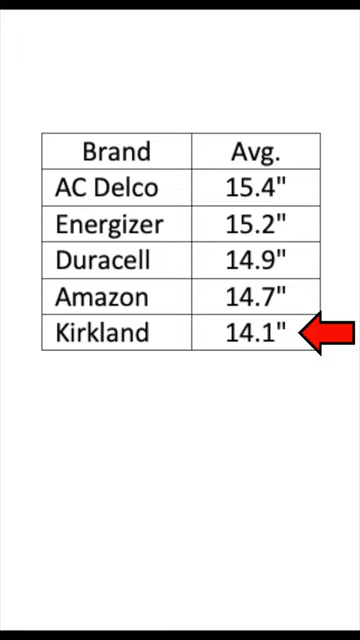 Brand Avg.
AC Delco 15.4"
Energizer 15.2"
Duracell 14.9"
Amazon 14.7"
Kirkland 14.1"